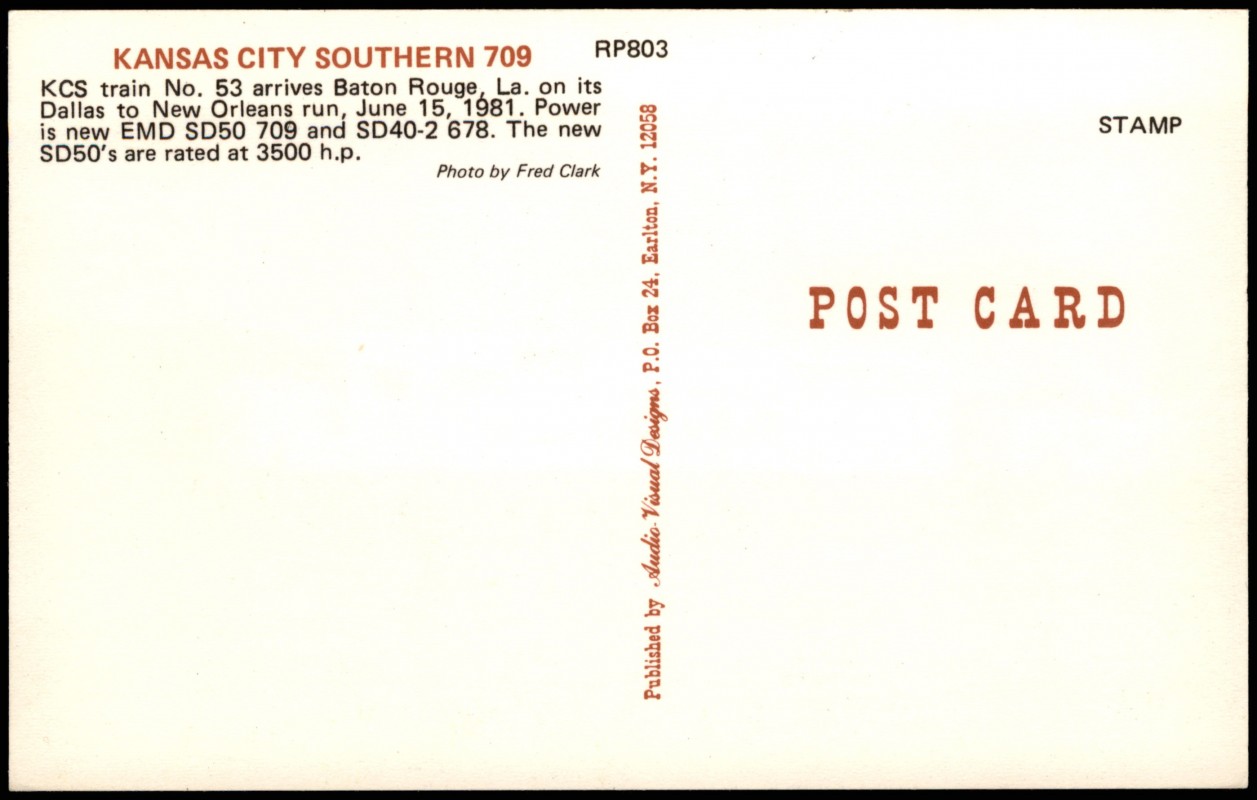 KANSAS CITY SOUTHERN 709
RP803
KCS train No. 53 arrives Baton Rouge, La. on its
Dallas to New Orleans run, June 15, 1981. Power
is new EMD SD50 709 and SD40-2 678. The new
SD50's are rated at 3500 h.p.
Photo by Fred Clark
Published by Audio-Visual Designs, P.O. Box 24, Earlton, N.Y. 12058
STAMP
POST CARD